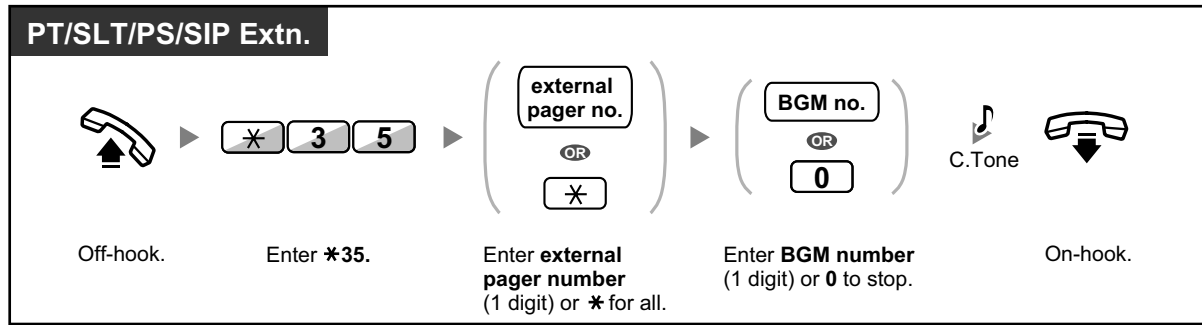 PT/SLT/PS/SIP Extn.
external
pager no.
OR
✳
✳ 3 5
BGM no.
OR
0
C.Tone
Off-hook.
Enter ✳35.
Enter external
pager number
(1 digit) or ✳ for all.
Enter BGM number
(1 digit) or 0 to stop.
On-hook.